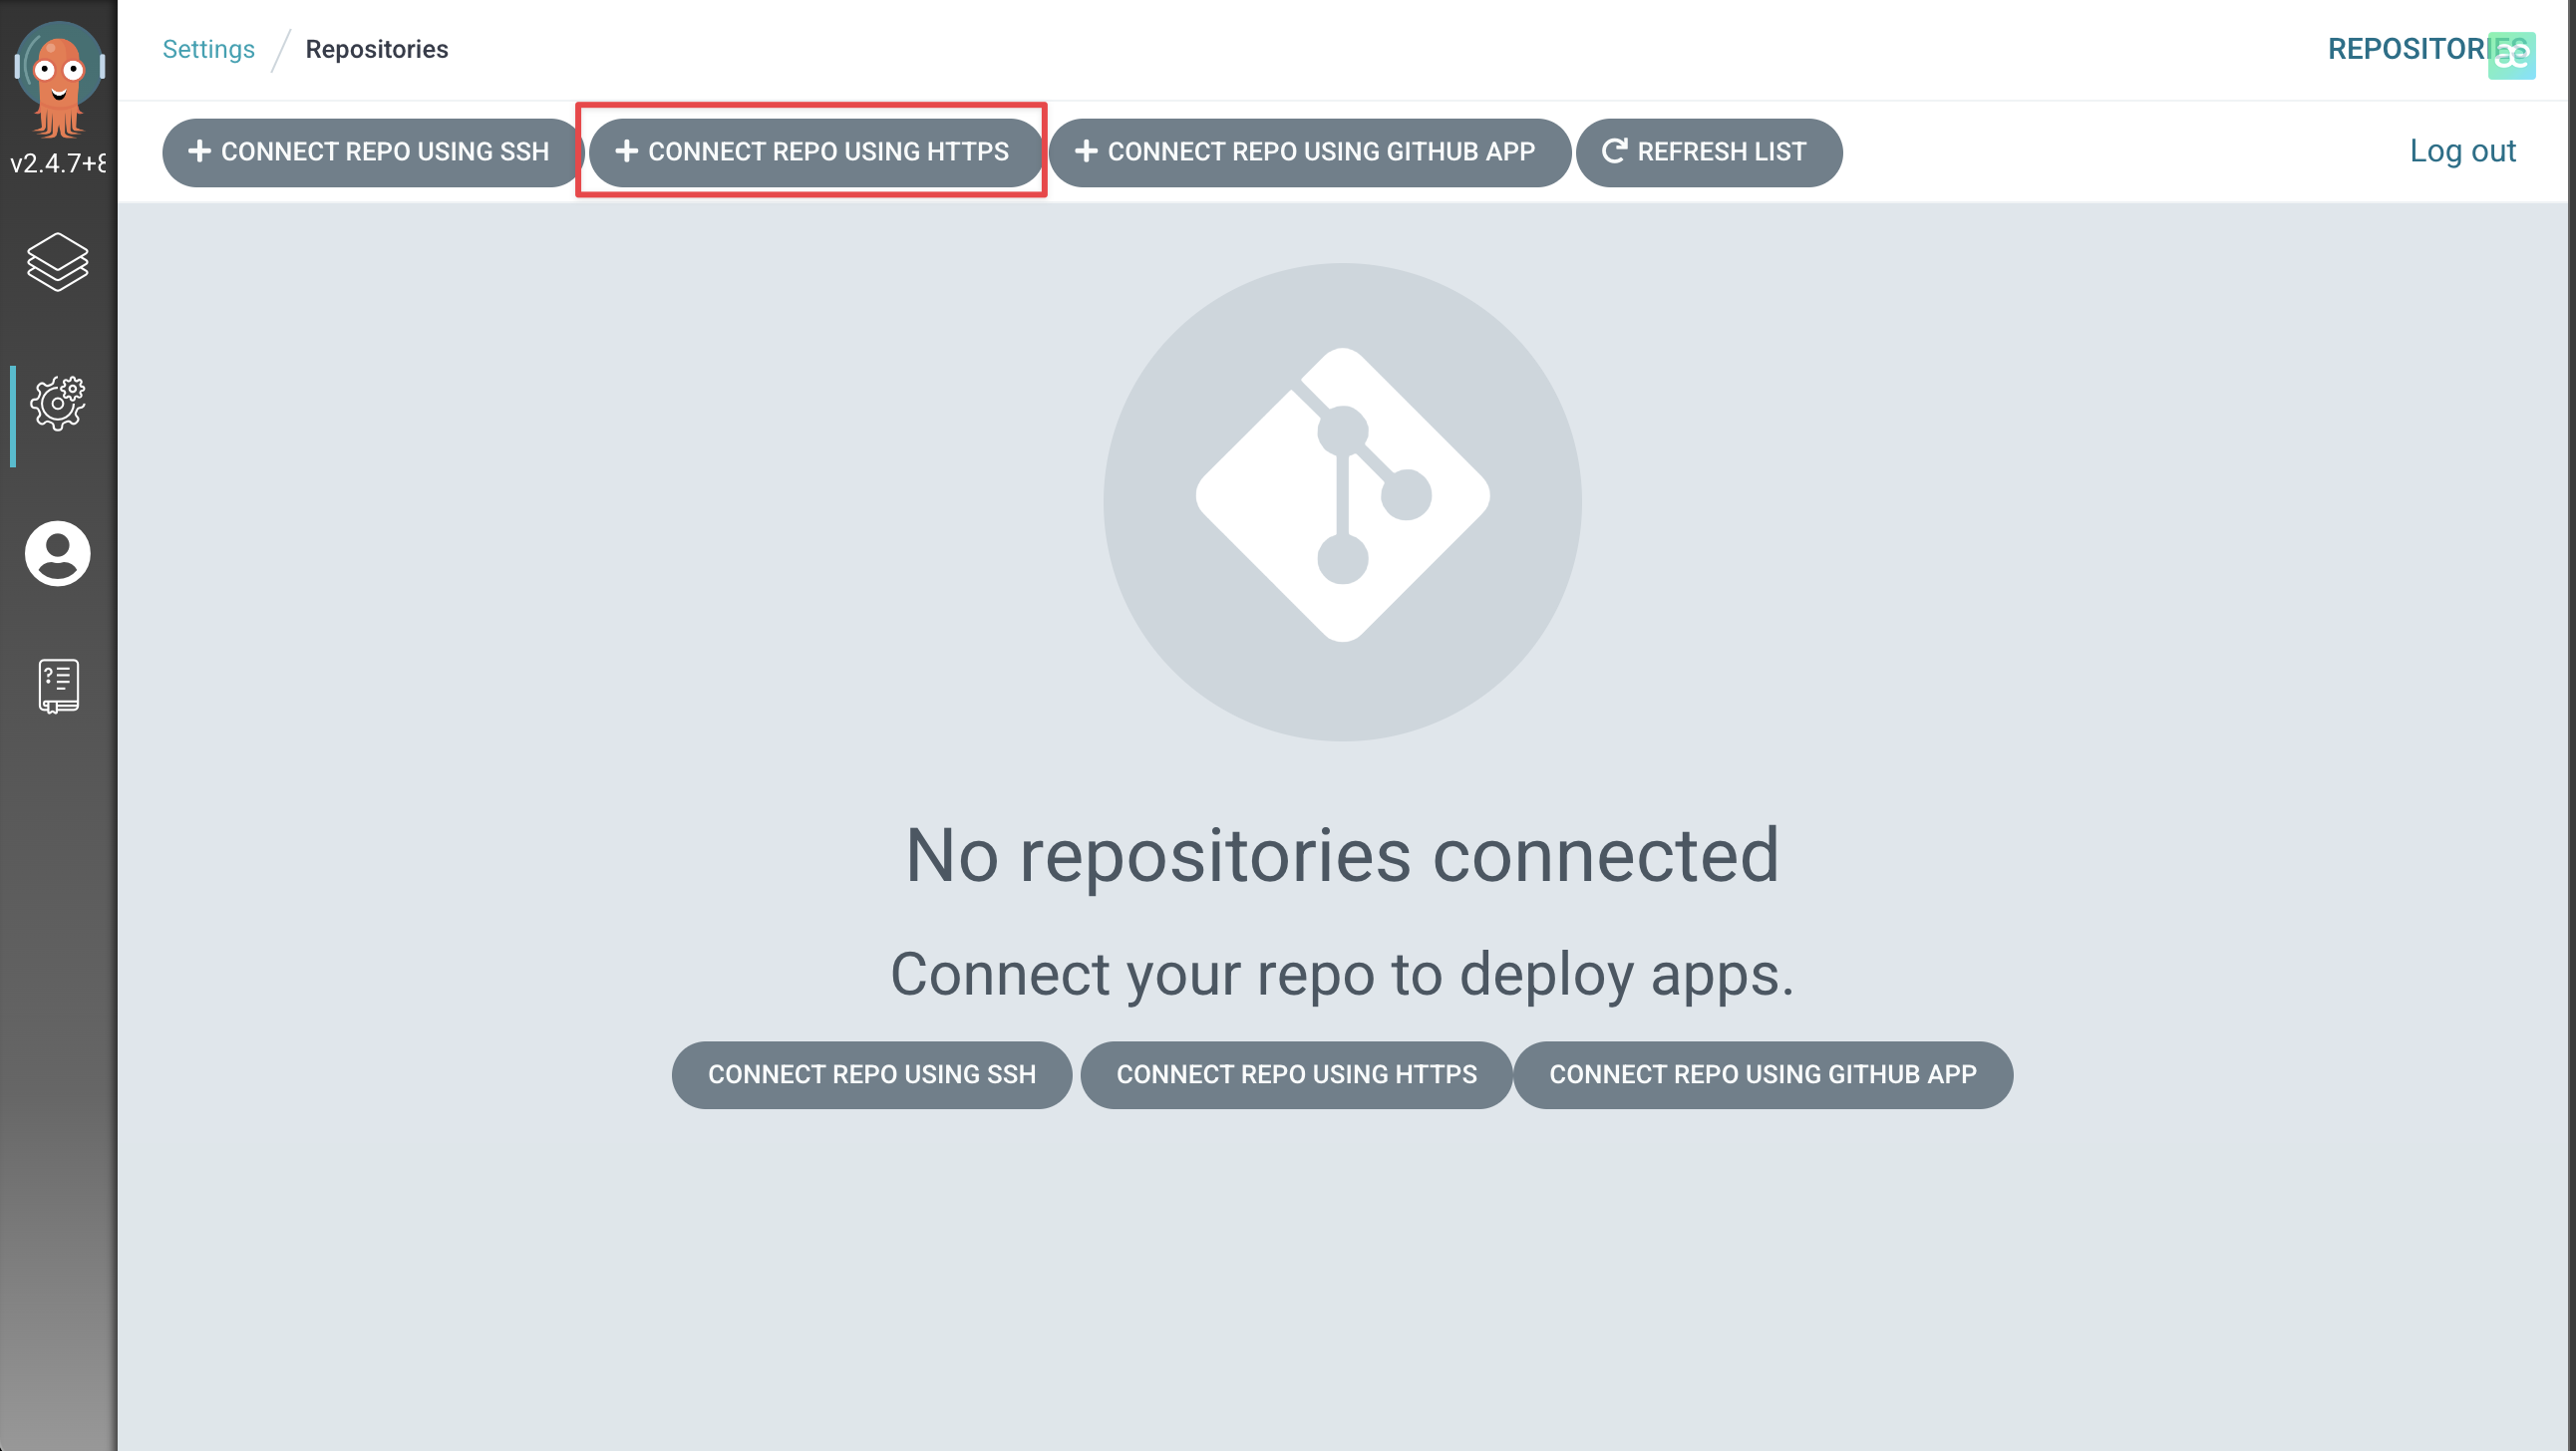 Settings / Repositories
REPOSITORIES
v2.4.7+8
+ CONNECT REPO USING SSH
+ CONNECT REPO USING HTTPS
+ CONNECT REPO USING GITHUB APP
REFRESH LIST
Log out
No repositories connected
Connect your repo to deploy apps.
CONNECT REPO USING SSH
CONNECT REPO USING HTTPS
CONNECT REPO USING GITHUB APP